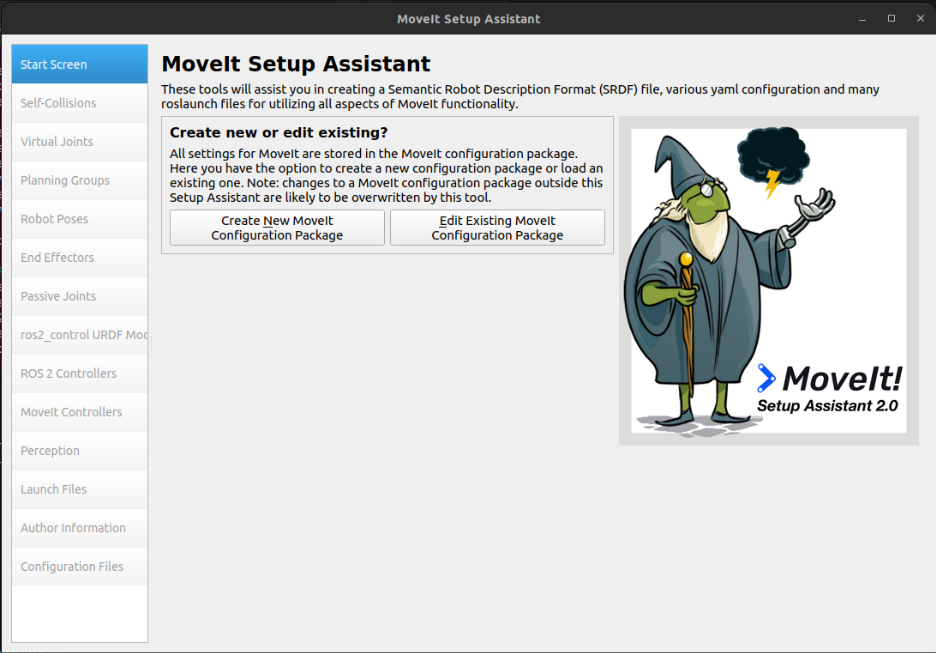 MoveIt Setup Assistant
Start Screen
Self-Collisions
Virtual Joints
Planning Groups
Robot Poses
End Effectors
Passive Joints
ros2_control URDF Moc
ROS 2 Controllers
MoveIt Controllers
Perception
Launch Files
Author Information
Configuration Files
MoveIt Setup Assistant
These tools will assist you in creating a Semantic Robot Description Format (SRDF) file, various yaml configuration and many
roslaunch files for utilizing all aspects of MoveIt functionality.
Create new or edit existing?
All settings for MoveIt are stored in the MoveIt configuration package.
Here you have the option to create a new configuration package or load an
existing one. Note: changes to a MoveIt configuration package outside this
Setup Assistant are likely to be overwritten by this tool.
Create New MoveIt
Configuration Package
Edit Existing MoveIt
Configuration Package
MoveIt!
Setup Assistant 2.0